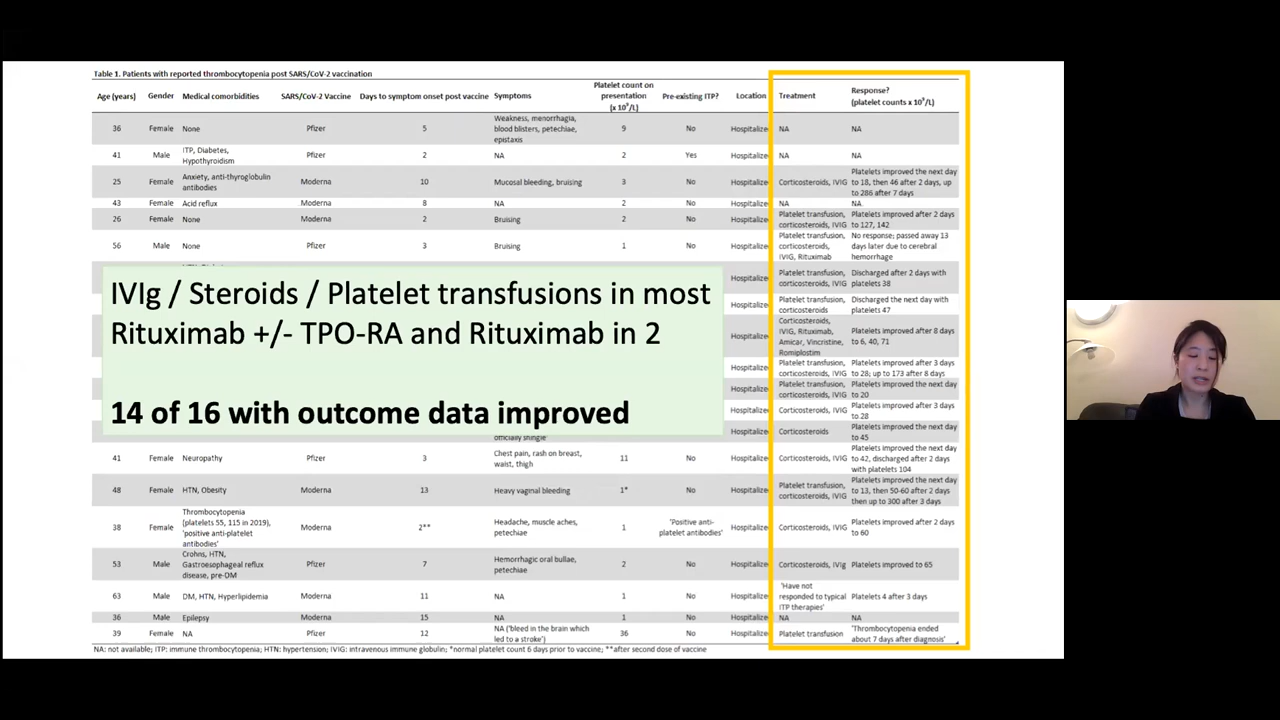 Table 1. Patients with reported thrombocytopenia post SARS/CoV-2 vaccination
Age (years) Gender Medical comorbidities SARS/CoV-2 Vaccine Days to symptom onset post vaccine Symptoms Platelet count on presentation (x 10⁹/L) Pre-existing ITP? Location Treatment Response? (platelet counts x 10⁹/L)
36 Female None Pfizer 5 Weakness, menorrhagia, blood blisters, petechiae, epistaxis 9 No Hospitalize NA NA
41 Male ITP, Diabetes, Hypothyroidism Pfizer 2 NA 2 Yes Hospitalize NA NA
25 Female Anxiety, anti-thyroglobulin antibodies Moderna 10 Mucosal bleeding, bruising 3 No Hospitalize Corticosteroids, IVIG Platelets improved the next day to 18, then 46 after 2 days, up to 286 after 7 days
43 Female Acid reflux Moderna 8 NA 2 No Hospitalize NA NA.
26 Female None Moderna 2 Bruising 2 No Hospitalize Platelet transfusion, corticosteroids, IVIG Platelets improved after 2 days to 127, 142
56 Male None Pfizer 3 Bruising 1 No Hospitalize Platelet transfusion, corticosteroids, IVIG, Rituximab No response; passed away 13 days later due to cerebral hemorrhage
Platelet transfusion, corticosteroids, IVIG Discharged after 2 days with platelets 38
Platelet transfusion, corticosteroids Discharged the next day with platelets 47
Corticosteroids, IVIG, Rituximab, Amicar, Vincristine, Romiplostim Platelets improved after 8 days to 6, 40, 71
Platelet transfusion, corticosteroids, IVIG Platelets improved after 3 days to 28; up to 173 after 8 days
Platelet transfusion, corticosteroids, IVIG Platelets improved the next day to 20
Corticosteroids, IVIG Platelets improved after 3 days to 28
officially shingle Hospitalize Corticosteroids Platelets improved the next day to 45
IVIg / Steroids / Platelet transfusions in most
Rituximab +/- TPO-RA and Rituximab in 2
14 of 16 with outcome data improved
41 Female Neuropathy Pfizer 3 Chest pain, rash on breast, waist, thigh 11 No Hospitalize Corticosteroids, IVIG Platelets improved the next day to 42, discharged after 2 days with platelets 104
48 Female HTN, Obesity Moderna 13 Heavy vaginal bleeding 1* No Hospitalize Platelet transfusion, corticosteroids, IVIG Platelets improved the next day to 13, then 50-60 after 2 days then up to 300 after 3 days
38 Female Thrombocytopenia (platelets 55, 115 in 2019), 'positive anti-platelet antibodies' Moderna 2** Headache, muscle aches, petechiae 1 'Positive anti-platelet antibodies' Hospitalize Corticosteroids, IVIG Platelets improved after 2 days to 60
53 Male Crohns, HTN, Gastroesophageal reflux disease, pre-DM Pfizer 7 Hemorrhagic oral bullae, petechiae 2 No Hospitalize Corticosteroids, IVIg Platelets improved to 65
63 Male DM, HTN, Hyperlipidemia Moderna 11 NA 1 No Hospitalize 'Have not responded to typical ITP therapies' Platelets 4 after 3 days
36 Male Epilepsy Moderna 15 NA 1 No Hospitalize NA NA
39 Female NA Pfizer 12 NA ('bleed in the brain which led to a stroke') 36 No Hospitalize Platelet transfusion 'Thrombocytopenia ended about 7 days after diagnosis'
NA: not available; ITP: immune thrombocytopenia; HTN: hypertension; IVIG: intravenous immune globulin; *normal platelet count 6 days prior to vaccine; **after second dose of vaccine